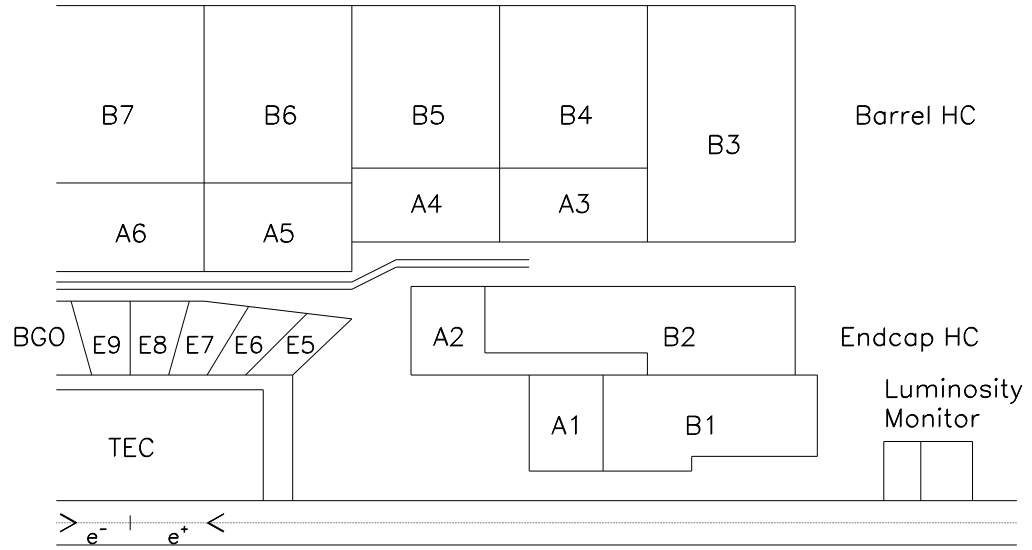 B7 B6 B5 B4 Barrel HC
B3
A6 A5 A4 A3
BGO E9 E8 E7 E6 E5 A2 B2 Endcap HC
Luminosity
Monitor
TEC A1 B1
e- e+